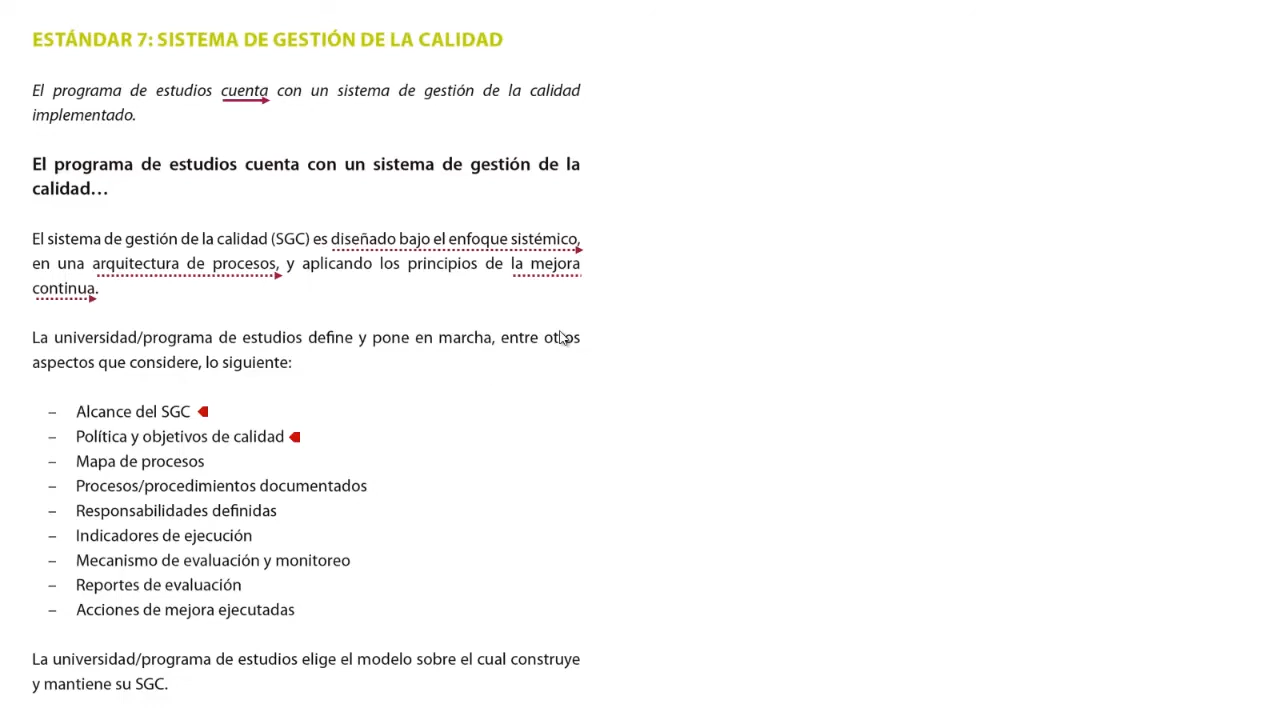 ESTÁNDAR 7: SISTEMA DE GESTIÓN DE LA CALIDAD
El programa de estudios cuenta con un sistema de gestión de la calidad
implementado.
El programa de estudios cuenta con un sistema de gestión de la
calidad…
El sistema de gestión de la calidad (SGC) es diseñado bajo el enfoque sistémico,
en una arquitectura de procesos, y aplicando los principios de la mejora
continua.
La universidad/programa de estudios define y pone en marcha, entre otros
aspectos que considere, lo siguiente:
– Alcance del SGC
– Política y objetivos de calidad
– Mapa de procesos
– Procesos/procedimientos documentados
– Responsabilidades definidas
– Indicadores de ejecución
– Mecanismo de evaluación y monitoreo
– Reportes de evaluación
– Acciones de mejora ejecutadas
La universidad/programa de estudios elige el modelo sobre el cual construye
y mantiene su SGC.